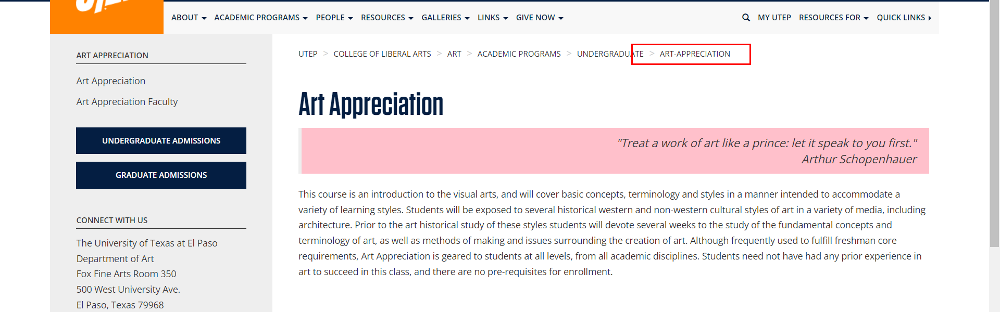 ABOUT ACADEMIC PROGRAMS PEOPLE RESOURCES GALLERIES LINKS GIVE NOW MY UTEP RESOURCES FOR QUICK LINKS
ART APPRECIATION
Art Appreciation
Art Appreciation Faculty
UNDERGRADUATE ADMISSIONS
GRADUATE ADMISSIONS
CONNECT WITH US
The University of Texas at El Paso
Department of Art
Fox Fine Arts Room 350
500 West University Ave.
El Paso, Texas 79968
UTEP > COLLEGE OF LIBERAL ARTS > ART > ACADEMIC PROGRAMS > UNDERGRADUATE > ART-APPRECIATION
Art Appreciation
"Treat a work of art like a prince: let it speak to you first."
Arthur Schopenhauer
This course is an introduction to the visual arts, and will cover basic concepts, terminology and styles in a manner intended to accommodate a
variety of learning styles. Students will be exposed to several historical western and non-western cultural styles of art in a variety of media, including
architecture. Prior to the art historical study of these styles students will devote several weeks to the study of the fundamental concepts and
terminology of art, as well as methods of making and issues surrounding the creation of art. Although frequently used to fulfill freshman core
requirements, Art Appreciation is geared to students at all levels, from all academic disciplines. Students need not have had any prior experience in
art to succeed in this class, and there are no pre-requisites for enrollment.